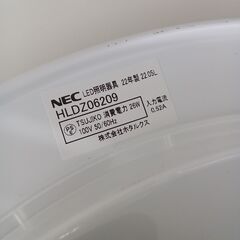 NEC LED照明器具 22年製 22.05L
HLDZ06209
PSE TSUJIKO 消費電力 26W 入力電流
100V 50/60Hz 0.52A
株式会社ホタルクス